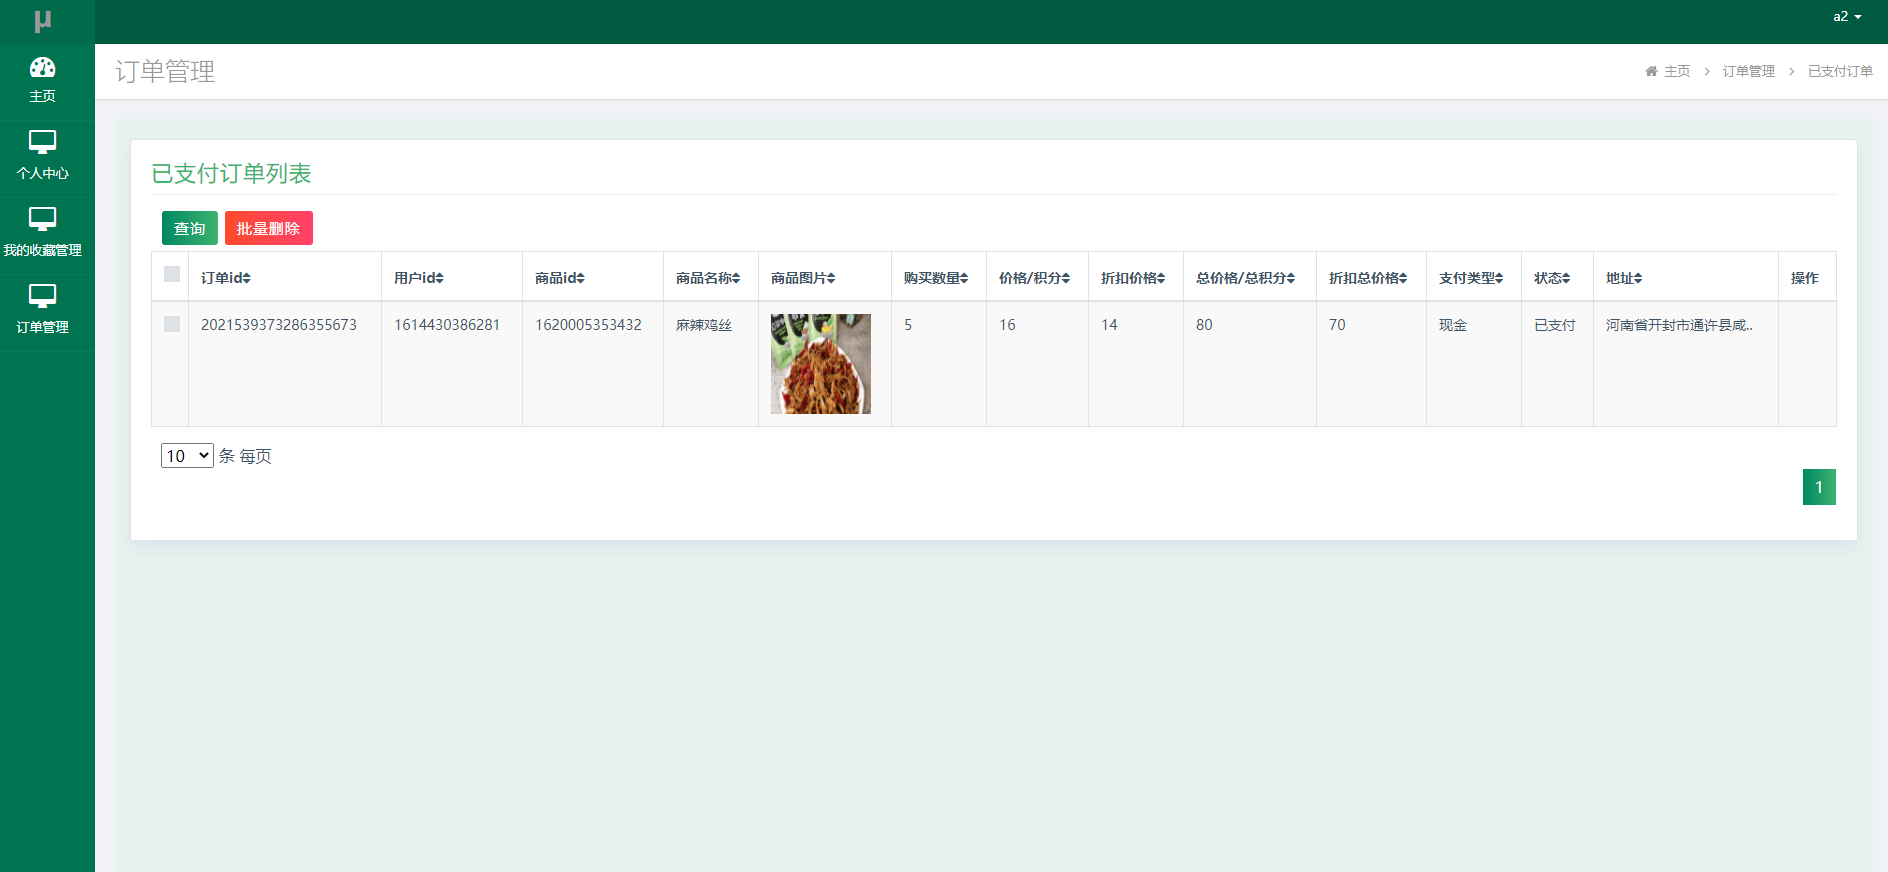 μ
a2
主页
个人中心
我的收藏管理
订单管理
订单管理
主页 > 订单管理 > 已支付订单
已支付订单列表
查询 批量删除
订单id 用户id 商品id 商品名称 商品图片 购买数量 价格/积分 折扣价格 总价格/总积分 折扣总价格 支付类型 状态 地址 操作
2021539373286355673 1614430386281 1620005353432 麻辣鸡丝 5 16 14 80 70 现金 已支付 河南省开封市通许县咸..
10 条 每页
1